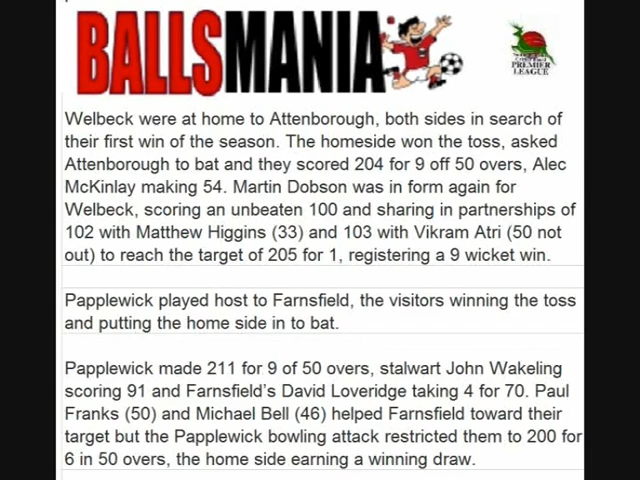 BALLSMANIA
PREMIER
LEAGUE
Welbeck were at home to Attenborough, both sides in search of
their first win of the season. The homeside won the toss, asked
Attenborough to bat and they scored 204 for 9 off 50 overs, Alec
McKinlay making 54. Martin Dobson was in form again for
Welbeck, scoring an unbeaten 100 and sharing in partnerships of
102 with Matthew Higgins (33) and 103 with Vikram Atri (50 not
out) to reach the target of 205 for 1, registering a 9 wicket win.
Papplewick played host to Farnsfield, the visitors winning the toss
and putting the home side in to bat.
Papplewick made 211 for 9 of 50 overs, stalwart John Wakeling
scoring 91 and Farnsfield's David Loveridge taking 4 for 70. Paul
Franks (50) and Michael Bell (46) helped Farnsfield toward their
target but the Papplewick bowling attack restricted them to 200 for
6 in 50 overs, the home side earning a winning draw.